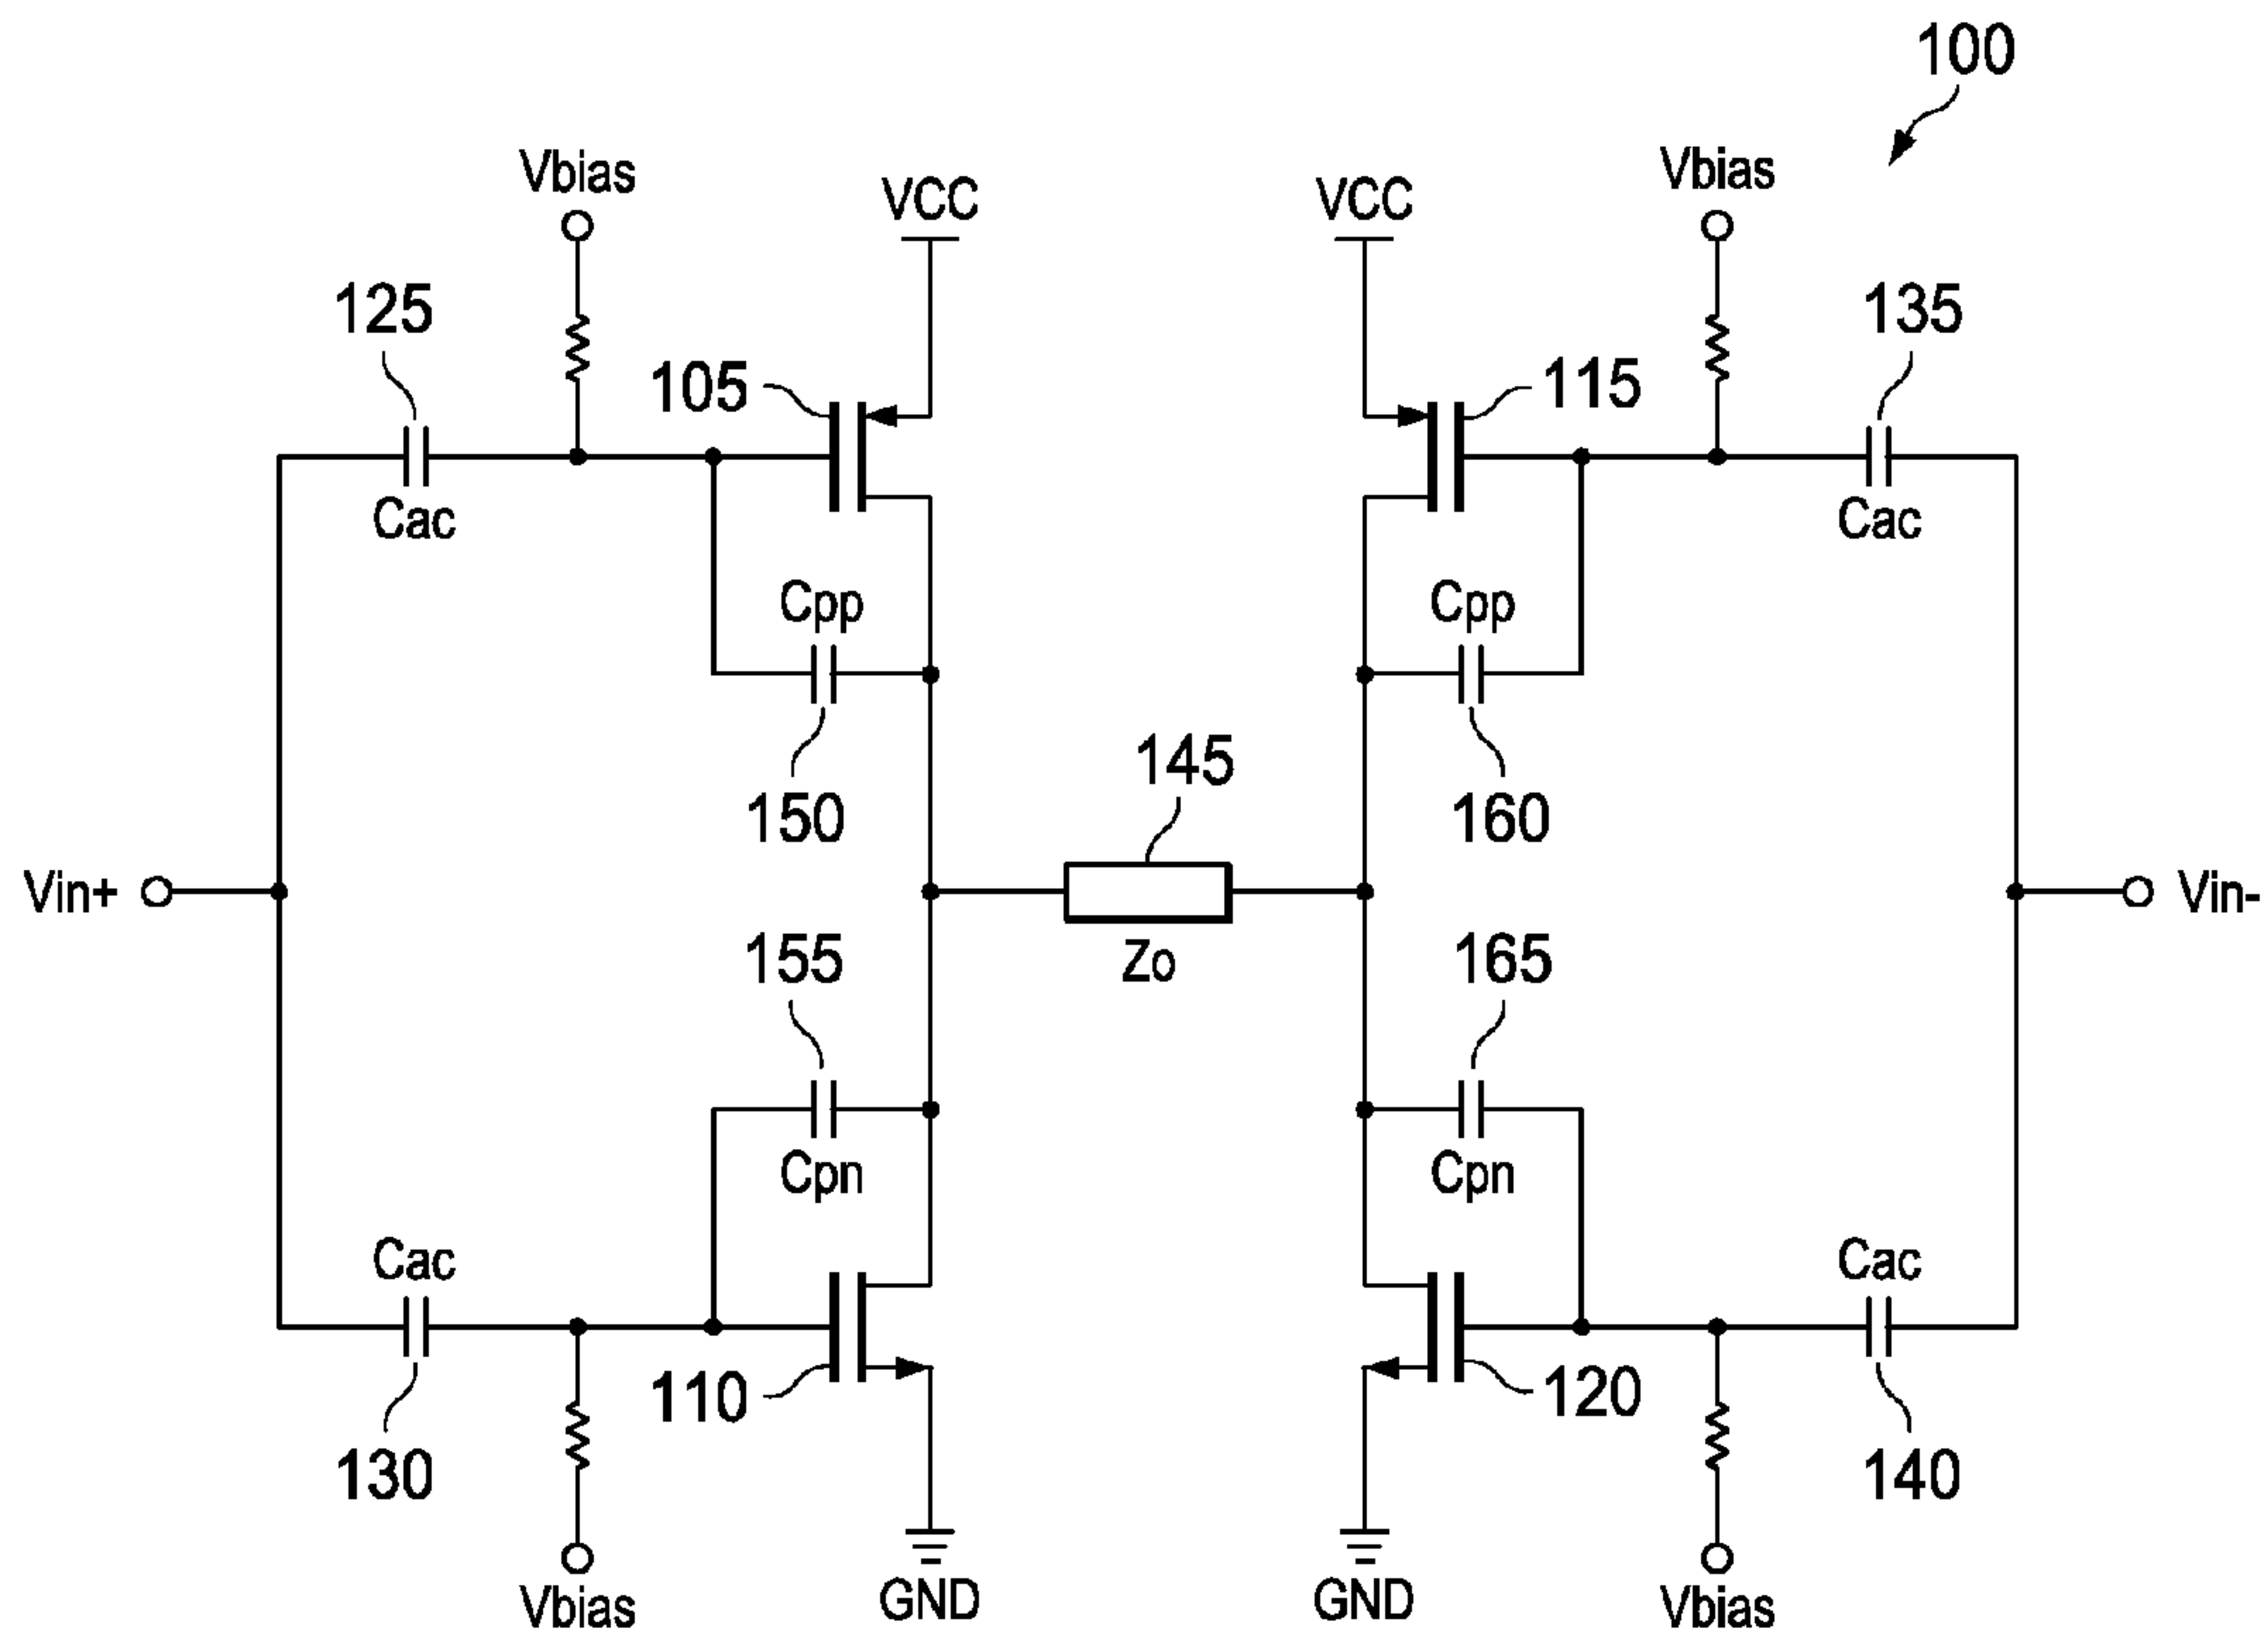 100
Vbias
Vbias
VCC
VCC
125
135
105
115
Cac
Cac
Cpp
Cpp
145
150
160
Vin+
Vin-
155
Zo
165
Cpn
Cpn
Cac
Cac
110
120
130
140
Vbias
GND
GND
Vbias